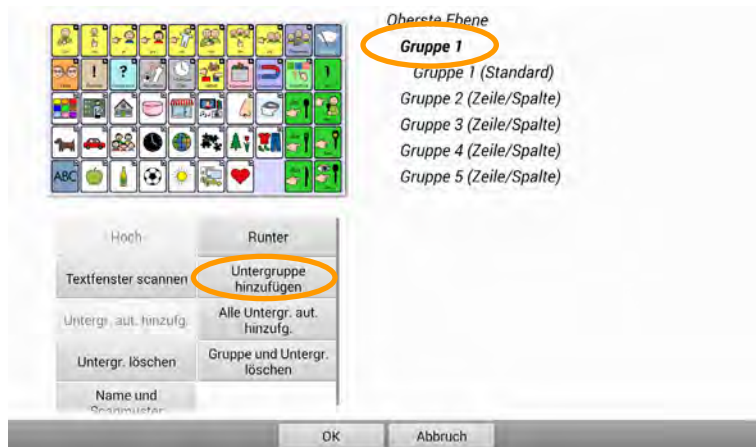 Oberste Ebene
Gruppe 1
Gruppe 1 (Standard)
Gruppe 2 (Zeile/Spalte)
Gruppe 3 (Zeile/Spalte)
Gruppe 4 (Zeile/Spalte)
Gruppe 5 (Zeile/Spalte)
! ?
ABC
Hoch
Runter
Textfenster scannen
Untergruppe
hinzufügen
Untergr. aut. hinzufg.
Alle Untergr. aut.
hinzufg.
Untergr. löschen
Gruppe und Untergr.
löschen
Name und
Scanmuster
OK
Abbruch